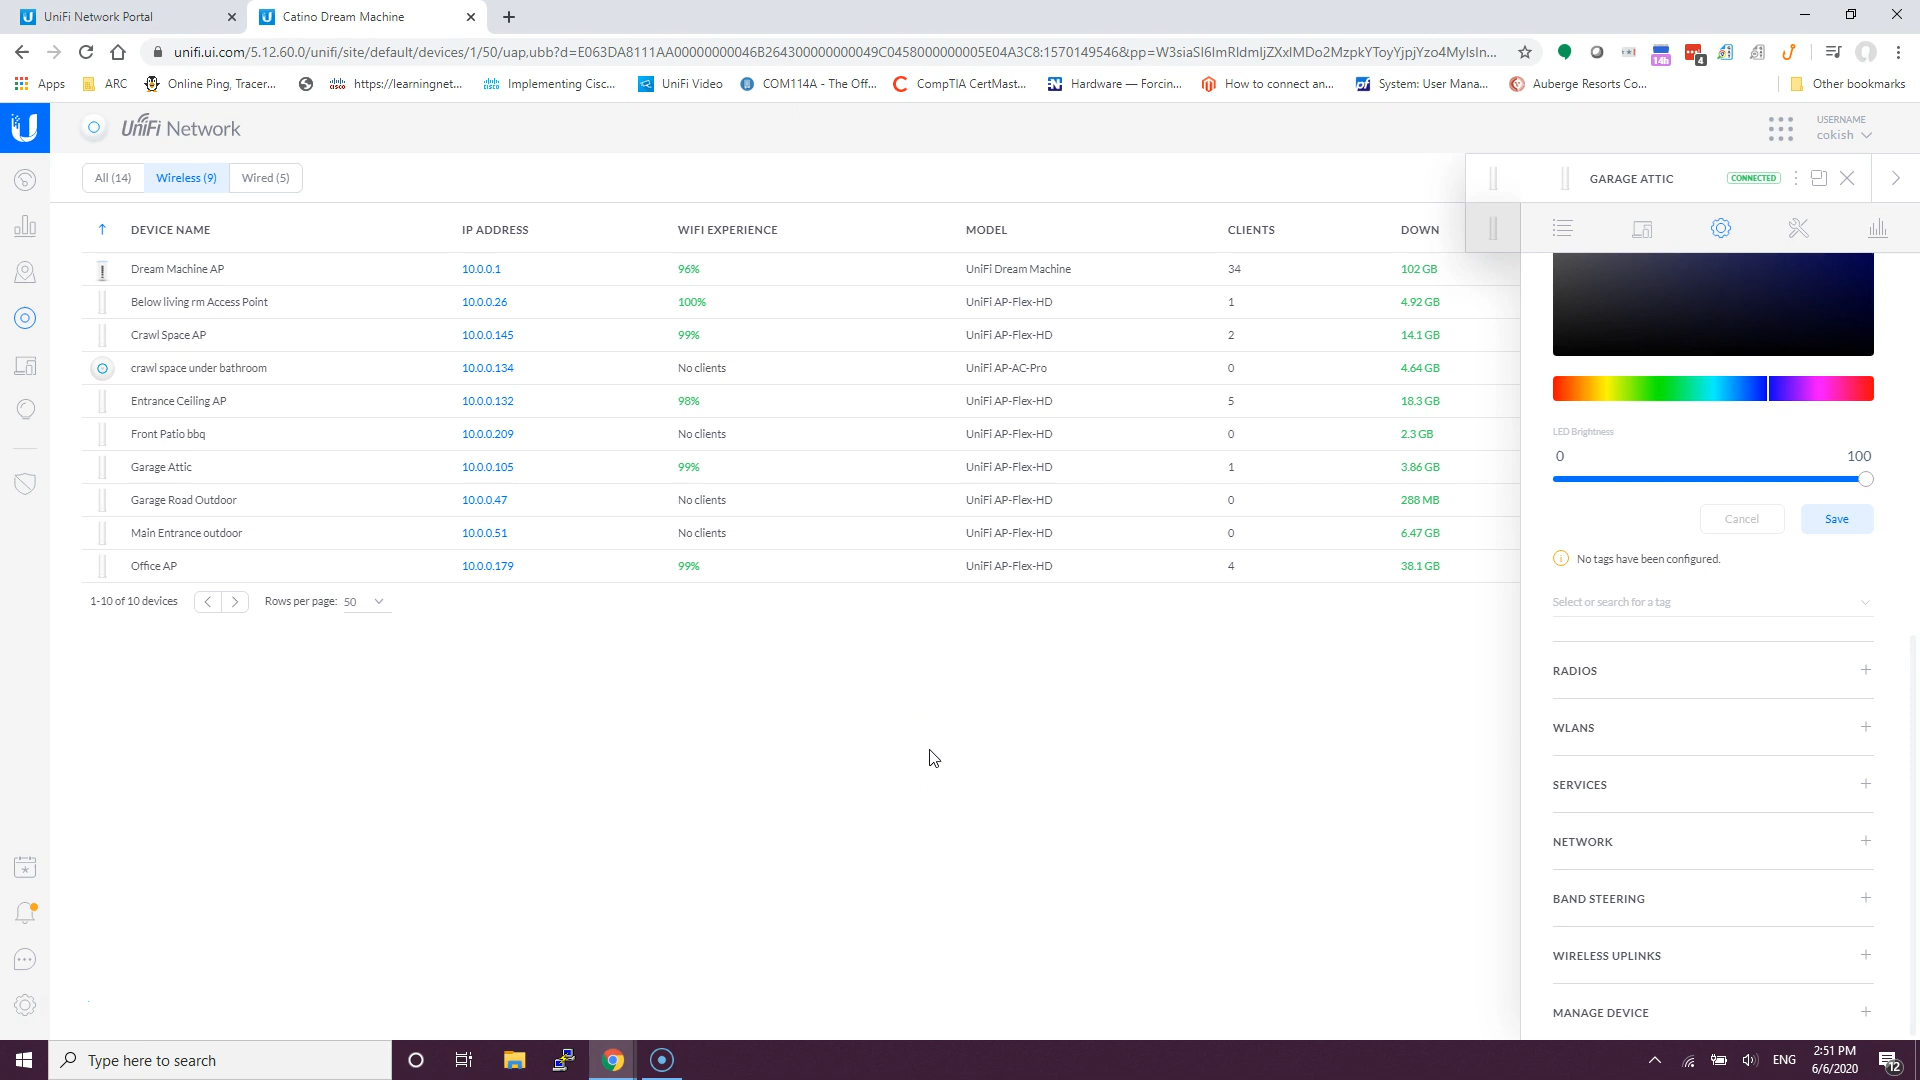 UniFi Network Portal
Catino Dream Machine
unifi.ui.com/5.12.60.0/unifi/site/default/devices/1/50/uap,ubb?d=E063DA8111AA00000000046B264300000000049C0458000000005E04A3C8:1570149546&pp=W3siaSI6ImRldmljZXxlMDo2MzpkYToyYjpjYzo4MyIsIn...
14h
4
Apps
ARC
Online Ping, Tracer...
https://learningnet...
Implementing Cisc...
UniFi Video
COM114A - The Off...
CompTIA CertMast...
Hardware — Forcin...
How to connect an...
System: User Mana...
Auberge Resorts Co...
Other bookmarks
UniFi Network
USERNAME
cokish
All (14)
Wireless (9)
Wired (5)
GARAGE ATTIC
CONNECTED
DEVICE NAME IP ADDRESS WIFI EXPERIENCE MODEL CLIENTS DOWN
Dream Machine AP 10.0.0.1 96% UniFi Dream Machine 34 102 GB
Below living rm Access Point 10.0.0.26 100% UniFi AP-Flex-HD 1 4.92 GB
Crawl Space AP 10.0.0.145 99% UniFi AP-Flex-HD 2 14.1 GB
crawl space under bathroom 10.0.0.134 No clients UniFi AP-AC-Pro 0 4.64 GB
Entrance Ceiling AP 10.0.0.132 98% UniFi AP-Flex-HD 5 18.3 GB
Front Patio bbq 10.0.0.209 No clients UniFi AP-Flex-HD 0 2.3 GB
Garage Attic 10.0.0.105 99% UniFi AP-Flex-HD 1 3.86 GB
Garage Road Outdoor 10.0.0.47 No clients UniFi AP-Flex-HD 0 288 MB
Main Entrance outdoor 10.0.0.51 No clients UniFi AP-Flex-HD 0 6.47 GB
Office AP 10.0.0.179 99% UniFi AP-Flex-HD 4 38.1 GB
1-10 of 10 devices
Rows per page: 50
LED Brightness
0 100
Cancel
Save
No tags have been configured.
Select or search for a tag
RADIOS
WLANS
SERVICES
NETWORK
BAND STEERING
WIRELESS UPLINKS
MANAGE DEVICE
Type here to search
ENG
2:51 PM
6/6/2020
12